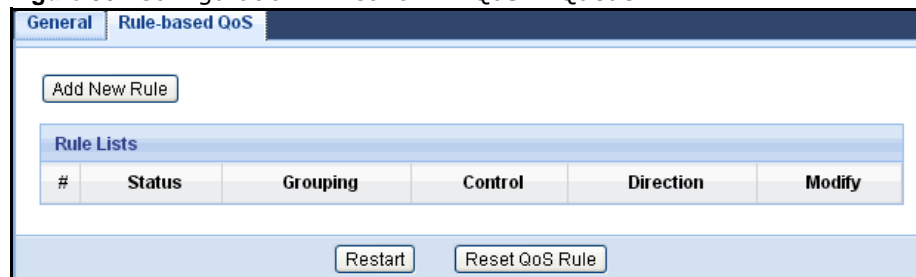 General Rule-based QoS
Add New Rule
Rule Lists
# Status Grouping Control Direction Modify
Restart Reset QoS Rule